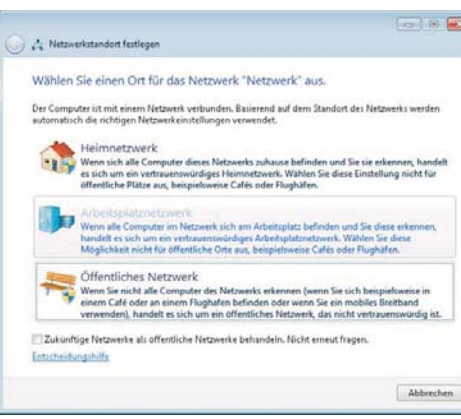 Netzwerkstandort festlegen
Wählen Sie einen Ort für das Netzwerk "Netzwerk" aus.
Der Computer ist mit einem Netzwerk verbunden. Basierend auf dem Standort des Netzwerks werden
automatisch die richtigen Netzwerkeinstellungen verwendet.
Heimnetzwerk
Wenn sich alle Computer dieses Netzwerks zuhause befinden und Sie sie erkennen, handelt
es sich um ein vertrauenswürdiges Heimnetzwerk. Wählen Sie diese Einstellung nicht für
öffentliche Plätze aus, beispielsweise Cafés oder Flughäfen.
Arbeitsplatznetzwerk
Wenn alle Computer im Netzwerk sich am Arbeitsplatz befinden und Sie diese erkennen,
handelt es sich um ein vertrauenswürdiges Arbeitsplatznetzwerk. Wählen Sie diese
Möglichkeit nicht für öffentliche Orte aus, beispielsweise Cafés oder Flughäfen.
Öffentliches Netzwerk
Wenn Sie nicht alle Computer des Netzwerks erkennen (wenn Sie sich beispielsweise in
einem Café oder an einem Flughafen befinden oder wenn Sie ein mobiles Breitband
verwenden), handelt es sich um ein öffentliches Netzwerk, das nicht vertrauenswürdig ist.
Zukünftige Netzwerke als öffentliche Netzwerke behandeln. Nicht erneut fragen.
Entscheidungshilfe
Abbrechen